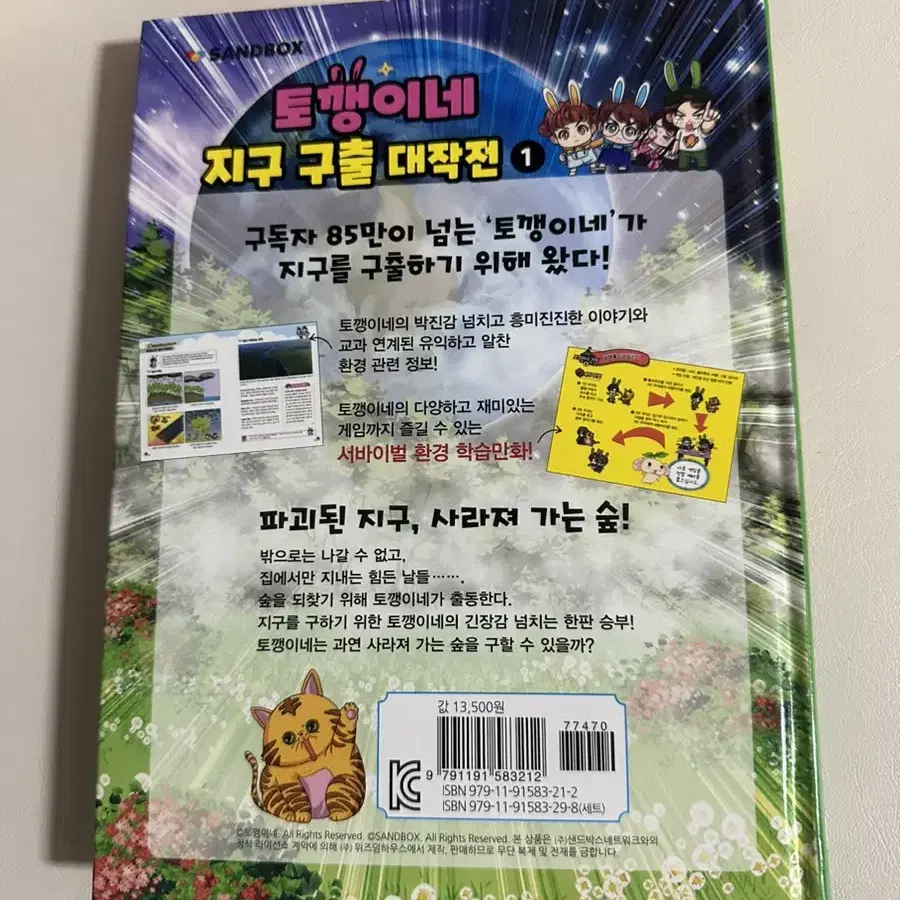 SANDBOX
토깽이네
지구 구출 대작전 1
구독자 85만이 넘는 '토깽이네'가
지구를 구출하기 위해 왔다!
토깽이네의 박진감 넘치고 흥미진진한 이야기와
교과 연계된 유익하고 알찬
환경 관련 정보!
토깽이네의 다양하고 재미있는
게임까지 즐길 수 있는
서바이벌 환경 학습만화!
파괴된 지구, 사라져 가는 숲!
밖으로는 나갈 수 없고,
집에서만 지내는 힘든 날들…….
숲을 되찾기 위해 토깽이네가 출동한다.
지구를 구하기 위한 토깽이네의 긴장감 넘치는 한판 승부!
토깽이네는 과연 사라져 가는 숲을 구할 수 있을까?
값 13,500원
77470
9 791191 583212
ISBN 979-11-91583-21-2
ISBN 979-11-91583-29-8(세트)
©토깽이네. All Rights Reserved. ©SANDBOX. All Rights Reserved. 본 상품은 (주)샌드박스네트워크와의
정식 라이선스 계약에 의해 (주) 위즈덤하우스에서 제작, 판매하므로 무단 복제 및 전재를 금합니다.